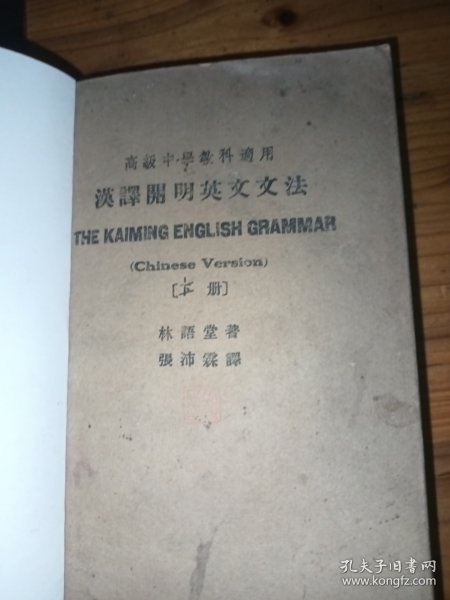 高級中學教科適用
漢譯開明英文文法
THE KAIMING ENGLISH GRAMMAR
(Chinese Version)
[上册]
林語堂著
張沛霖譯
孔夫子旧书网
www.kongfz.com